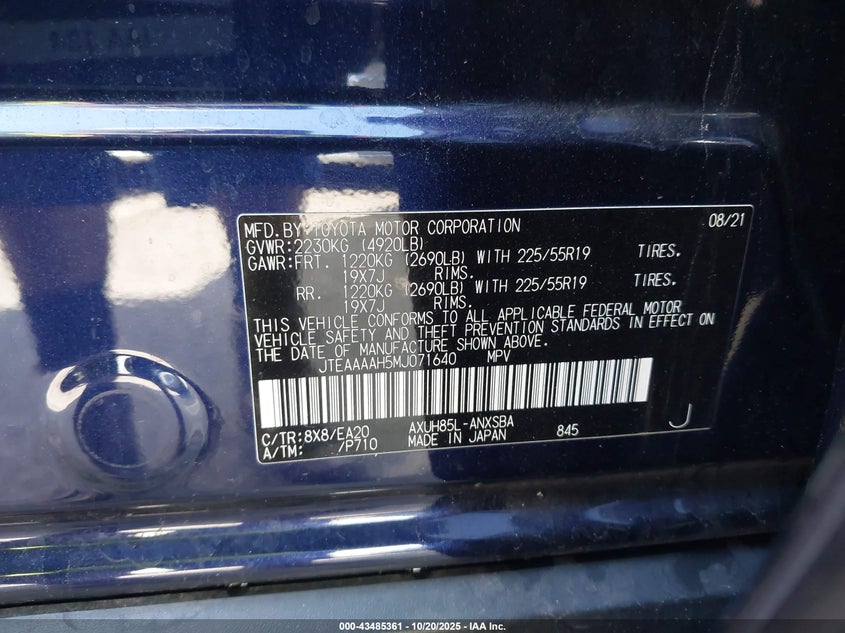 MFD.BY:TOYOTA MOTOR CORPORATION 08/21
GVWR:2230KG (4920LB)
GAWR:FRT. 1220KG (2690LB) WITH 225/55R19 TIRES.
19X7J RIMS.
RR. 1220KG (2690LB) WITH 225/55R19 TIRES.
19X7J RIMS.
THIS VEHICLE CONFORMS TO ALL APPLICABLE FEDERAL MOTOR
VEHICLE SAFETY AND THEFT PREVENTION STANDARDS IN EFFECT ON
THE DATE OF MANUFACTURE SHOWN ABOVE.
JTEAAAAH5MJ071640 MPV
C/TR:8X8/EA20 AXUH85L-ANXSBA 845 J
A/TM: /P710 MADE IN JAPAN
000-43485361 - 10/20/2025 - IAA Inc.